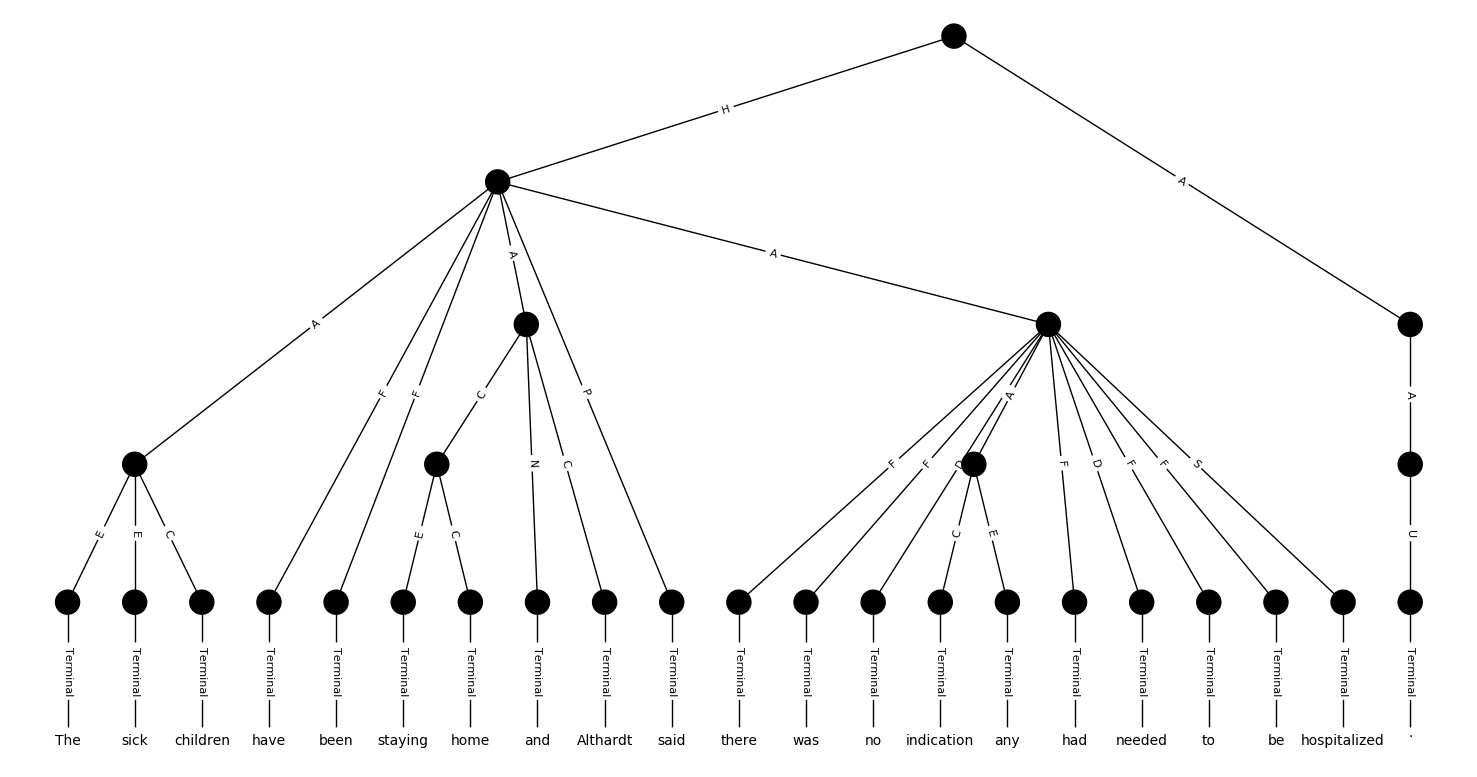 H
A
A
A
A
F
F
P
C
A
A
N
C
F
F
D
F
D
F
F
S
E
E
C
E
C
C
E
U
Terminal Terminal Terminal Terminal Terminal Terminal Terminal Terminal Terminal Terminal Terminal Terminal Terminal Terminal Terminal Terminal Terminal Terminal Terminal Terminal Terminal
The sick children have been staying home and Althardt said there was no indication any had needed to be hospitalized .